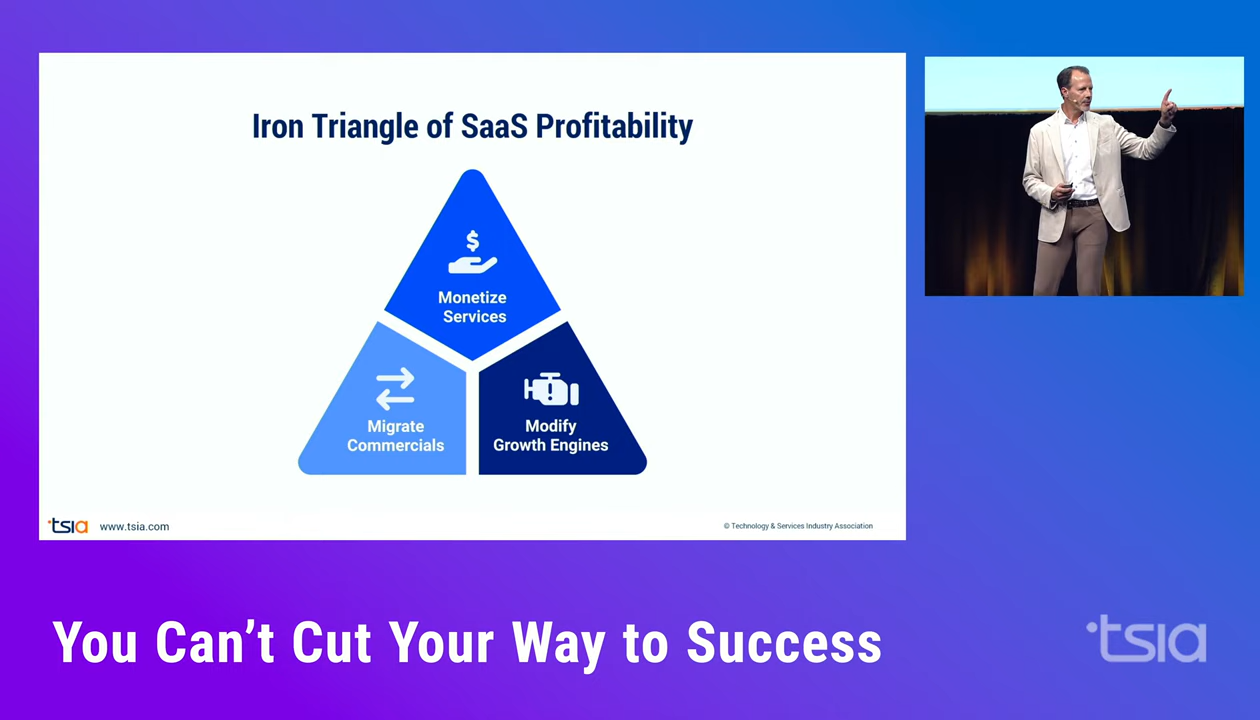 Iron Triangle of SaaS Profitability
$
Monetize
Services
Migrate
Commercials
Modify
Growth Engines
tsia www.tsia.com
© Technology & Services Industry Association
You Can’t Cut Your Way to Success
tsia